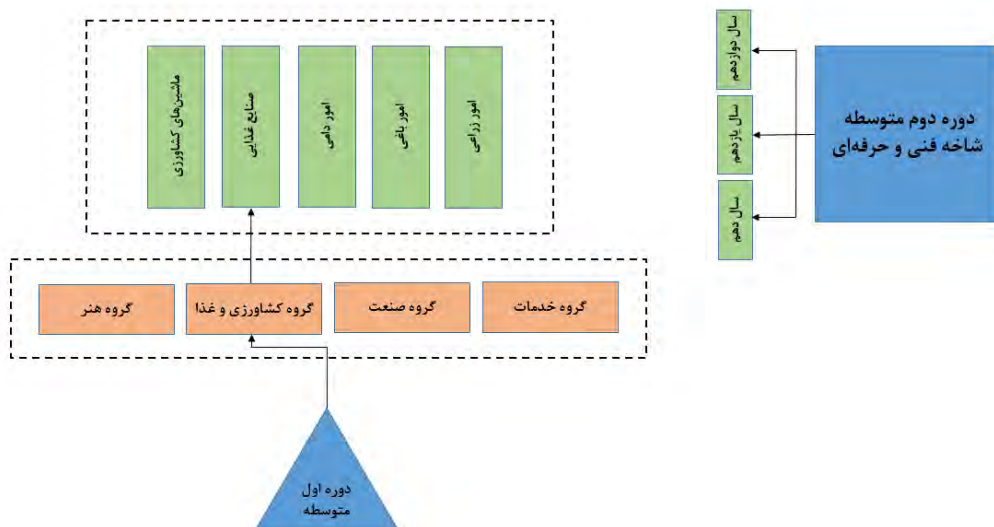 دوره دوم متوسطه
شاخه فنی و حرفه‌ای
سال دوازدهم
سال یازدهم
سال دهم
امور زراعی
امور باغی
امور دامی
صنایع غذایی
ماشین‌های کشاورزی
گروه خدمات
گروه صنعت
گروه کشاورزی و غذا
گروه هنر
دوره اول
متوسطه